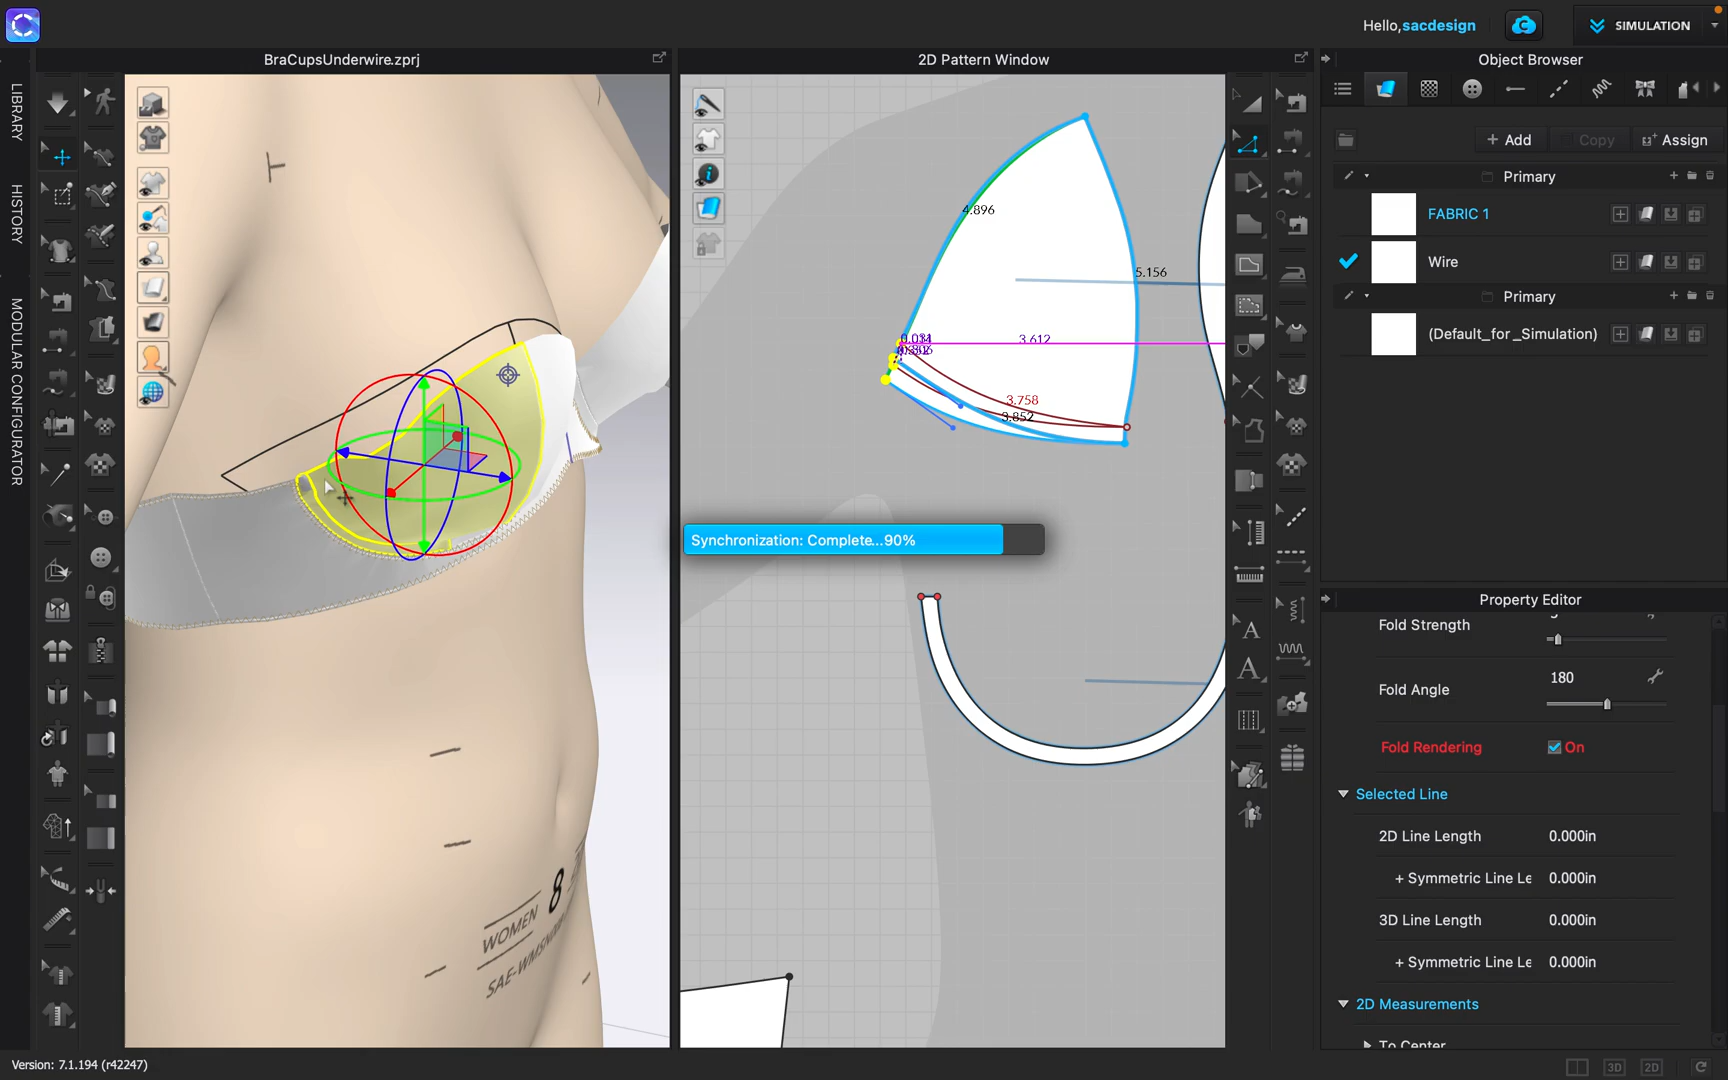 Hello,sacdesign
SIMULATION
BraCupsUnderwire.zprj
2D Pattern Window
Object Browser
LIBRARY
HISTORY
MODULAR CONFIGURATOR
+ Add
Copy
Assign
Primary
FABRIC 1
Wire
Primary
(Default_for_Simulation)
4.896
5.156
3.612
3.758
3.852
Synchronization: Complete...90%
Property Editor
Fold Strength
Fold Angle
180
Fold Rendering
On
Selected Line
2D Line Length
0.000in
+ Symmetric Line Le
0.000in
3D Line Length
0.000in
+ Symmetric Line Le
0.000in
2D Measurements
To Center
WOMEN
8
Version: 7.1.194 (r42247)
3D
2D